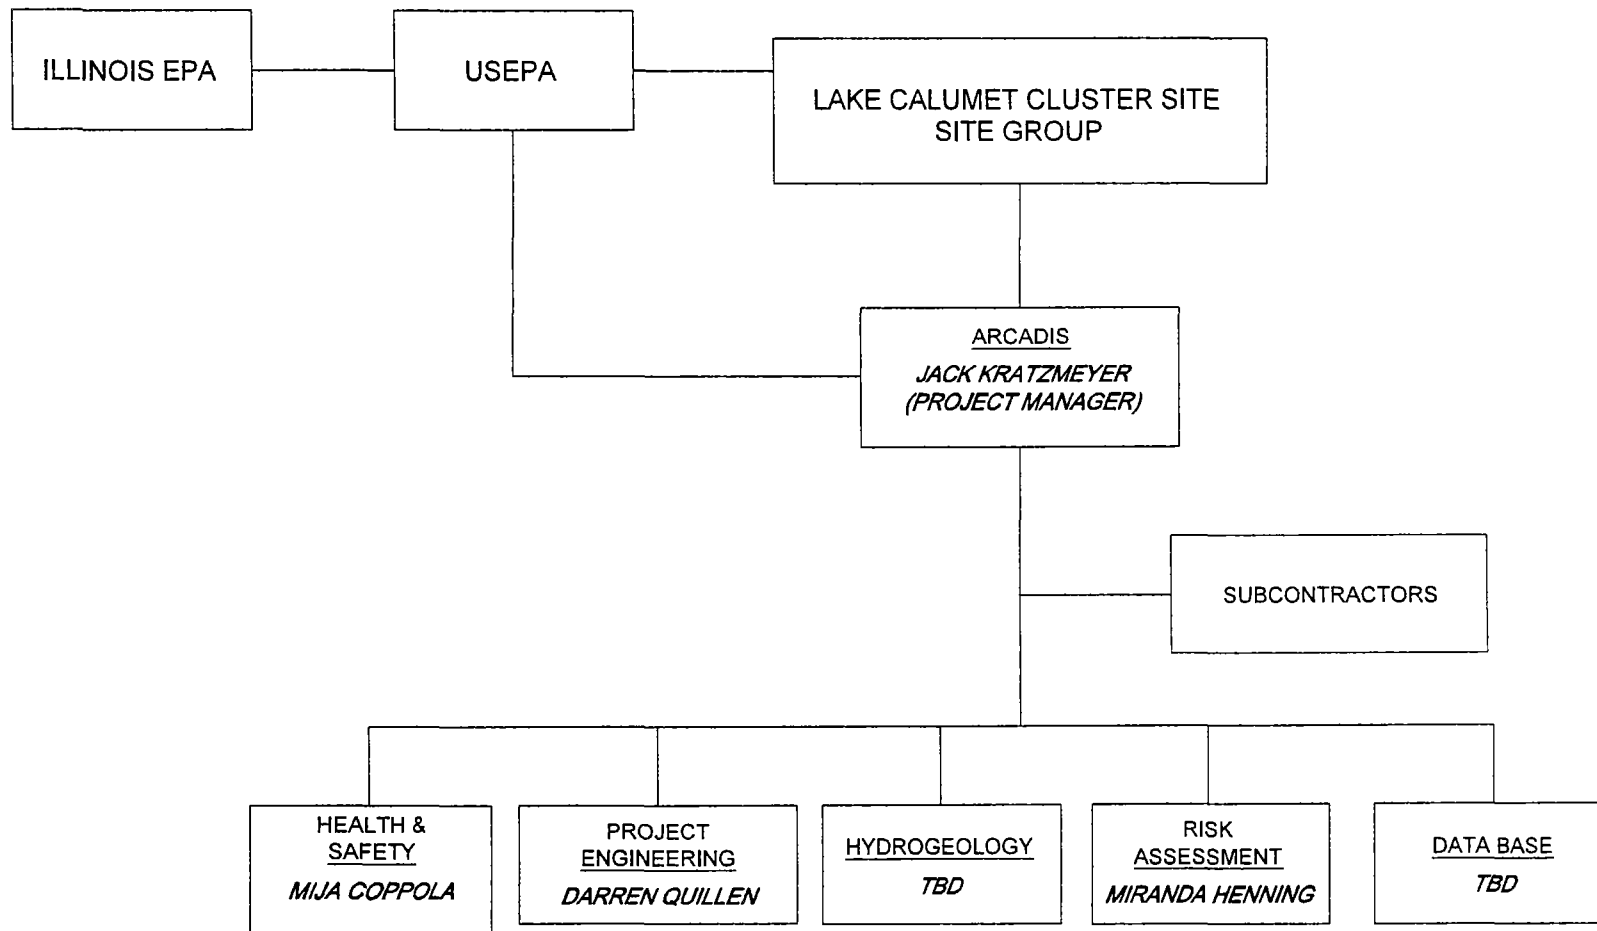 ILLINOIS EPA
USEPA
LAKE CALUMET CLUSTER SITE
SITE GROUP
ARCADIS
JACK KRATZMEYER
(PROJECT MANAGER)
SUBCONTRACTORS
HEALTH &
SAFETY
MIJA COPPOLA
PROJECT
ENGINEERING
DARREN QUILLEN
HYDROGEOLOGY
TBD
RISK
ASSESSMENT
MIRANDA HENNING
DATA BASE
TBD